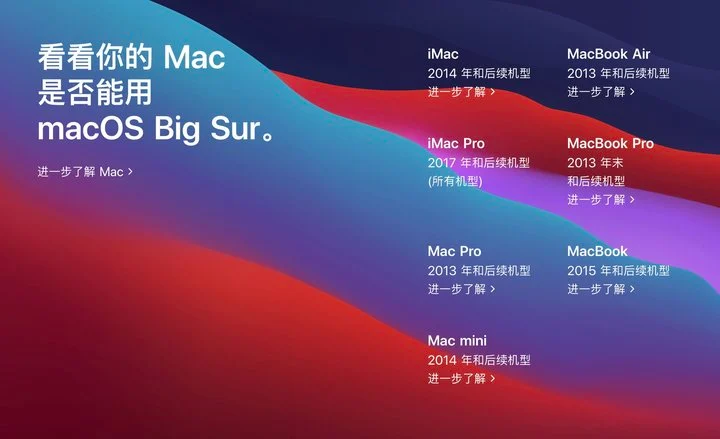 看看你的 Mac
是否能用
macOS Big Sur。
进一步了解 Mac >
iMac
2014 年和后续机型
进一步了解 >
MacBook Air
2013 年和后续机型
进一步了解 >
iMac Pro
2017 年和后续机型
(所有机型)
MacBook Pro
2013 年末
和后续机型
进一步了解 >
Mac Pro
2013 年和后续机型
进一步了解 >
MacBook
2015 年和后续机型
进一步了解 >
Mac mini
2014 年和后续机型
进一步了解 >